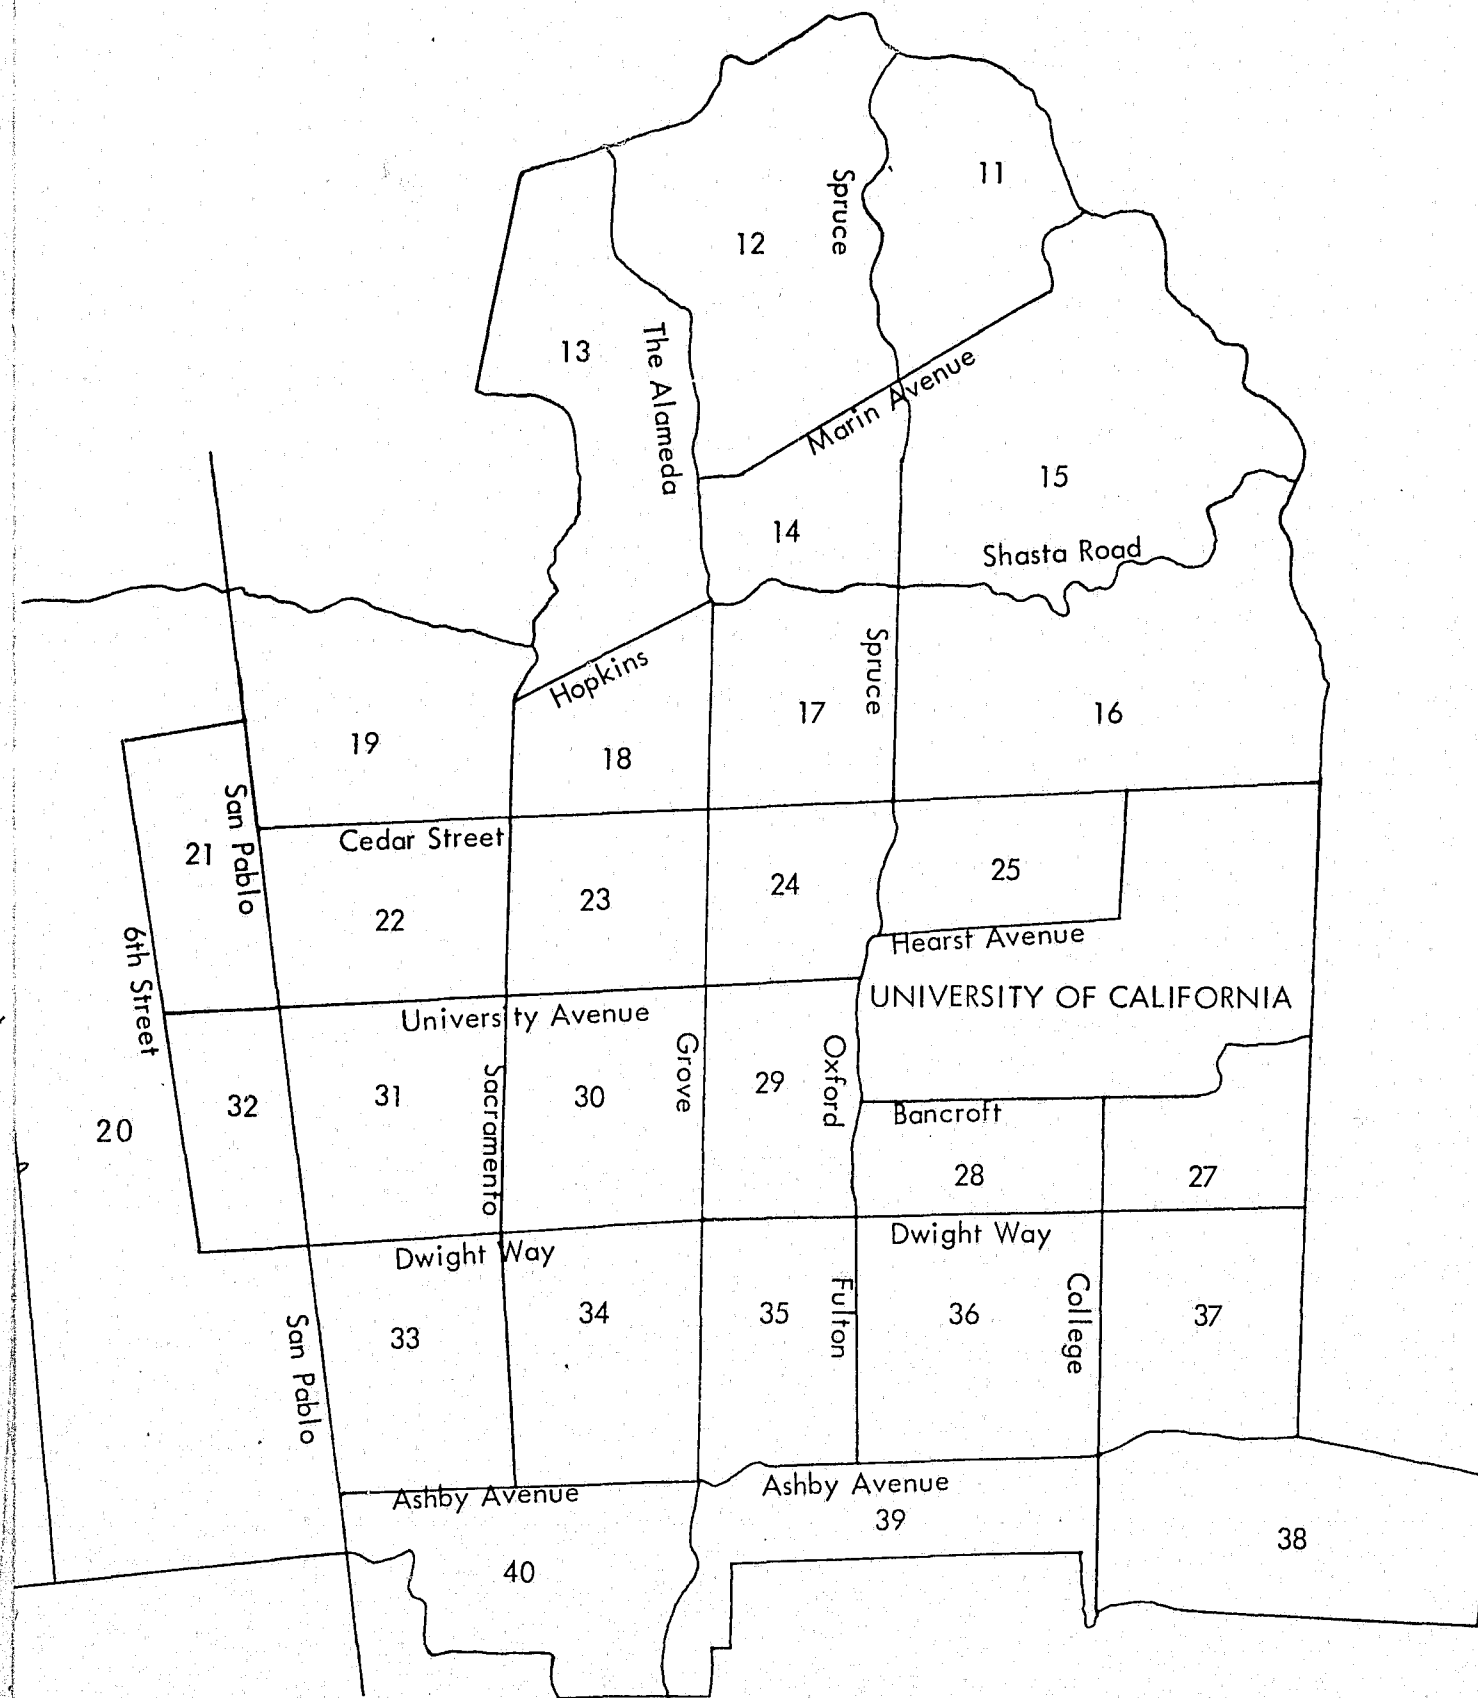 11
Spruce
12
The Alameda
13
Marin Avenue
15
14
Shasta Road
Spruce
Hopkins
17
16
19
18
San Pablo
Cedar Street
21
25
24
23
22
6th Street
Hearst Avenue
UNIVERSITY OF CALIFORNIA
University Avenue
Grove
Oxford
Sacramento
29
31
30
32
Bancroft
20
28
27
Dwight Way
Dwight Way
College
Fulton
San Pablo
34
35
36
37
33
Ashby Avenue
Ashby Avenue
39
38
40